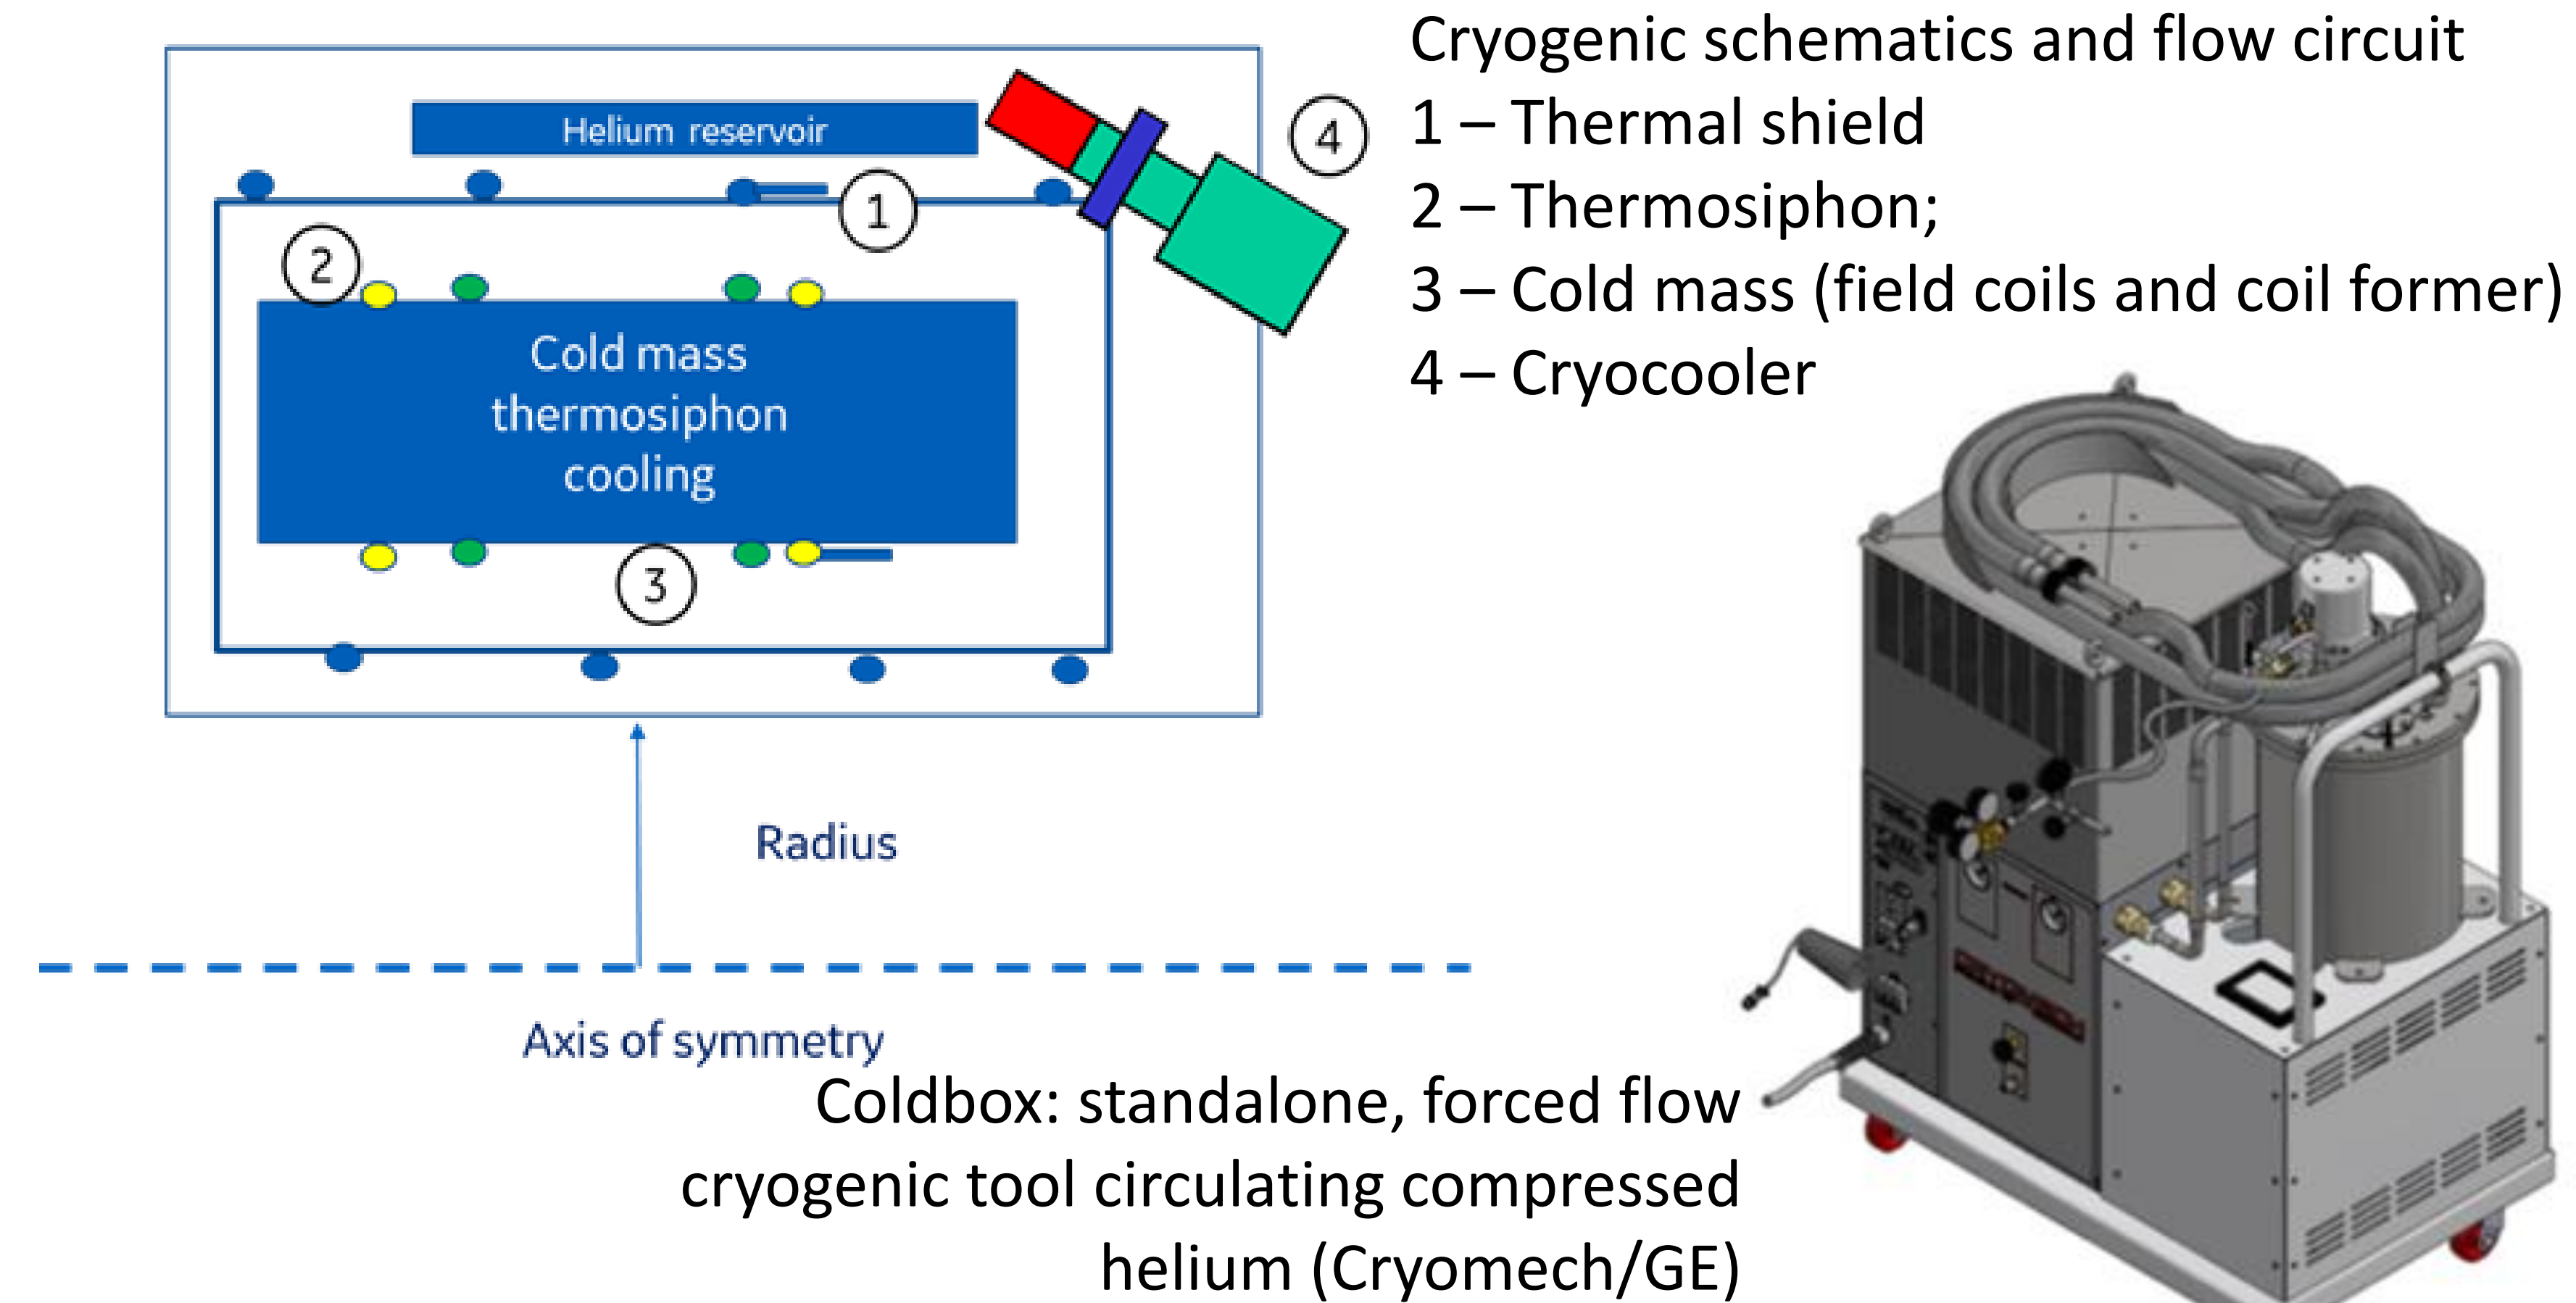 Cryogenic schematics and flow circuit
1 – Thermal shield
2 – Thermosiphon;
3 – Cold mass (field coils and coil former)
4 – Cryocooler
Helium reservoir
4
1
2
Cold mass
thermosiphon
cooling
3
Radius
Axis of symmetry
Coldbox: standalone, forced flow
cryogenic tool circulating compressed
helium (Cryomech/GE)